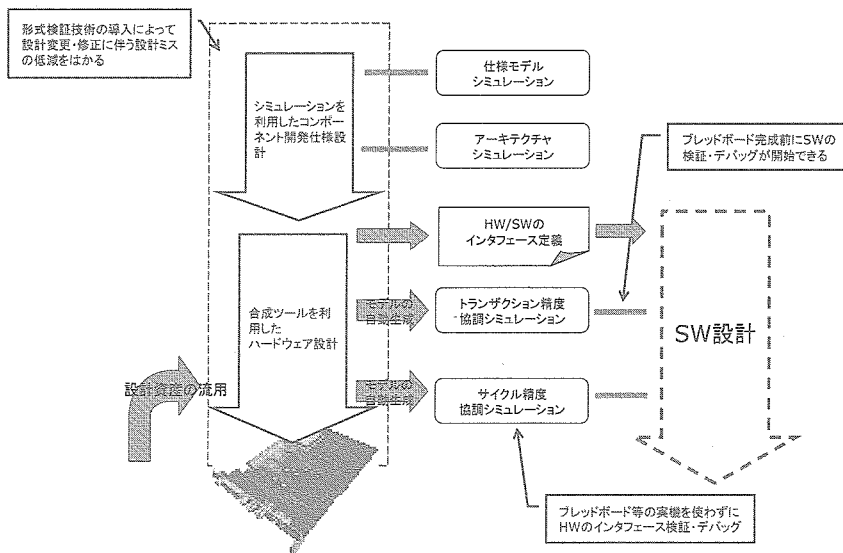 形式検証技術の導入によって
設計変更・修正に伴う設計ミス
の低減をはかる
仕様モデル
シミュレーション
シミュレーションを
利用したコンポー
ネント開発仕様設
計
アーキテクチャ
シミュレーション
ブレッドボード完成前にSWの
検証・デバッグが開始できる
HW/SWの
インタフェース定義
合成ツールを利
用した
ハードウェア設計
モデルの
自動生成
トランザクション精度
協調シミュレーション
SW設計
設計資産の流用
モデルの
自動生成
サイクル精度
協調シミュレーション
ブレッドボード等の実機を使わずに
HWのインタフェース検証・デバッグ